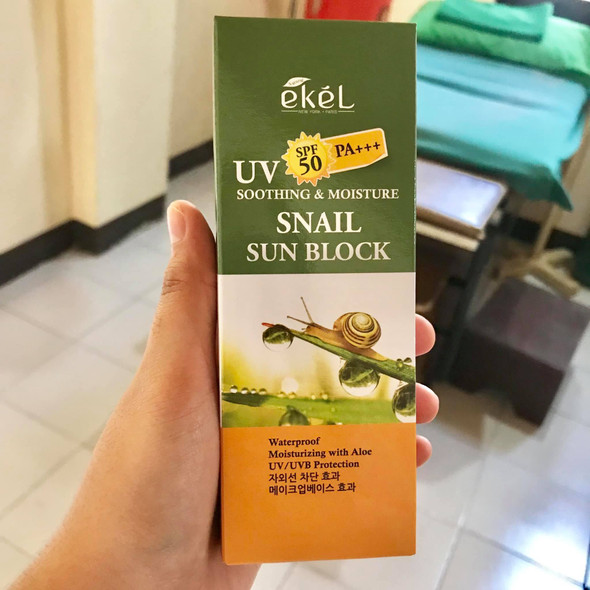 ēkēL
NEW YORK • PARIS
SPF
50
PA+++
UV
SOOTHING & MOISTURE
SNAIL
SUN BLOCK
Waterproof
Moisturizing with Aloe
UV/UVB Protection
자외선 차단 효과
메이크업베이스 효과